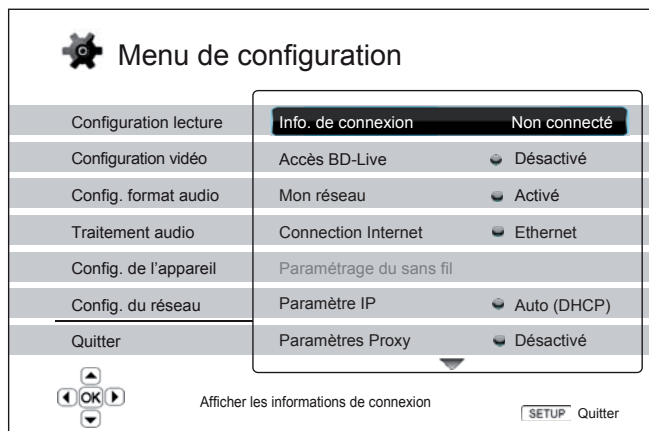 Menu de configuration
Configuration lecture
Configuration vidéo
Config. format audio
Traitement audio
Config. de l'appareil
Config. du réseau
Quitter
Info. de connexion Non connecté
Accès BD-Live Désactivé
Mon réseau Activé
Connection Internet Ethernet
Paramétrage du sans fil
Paramètre IP Auto (DHCP)
Paramètres Proxy Désactivé
OK
Afficher les informations de connexion
SETUP Quitter